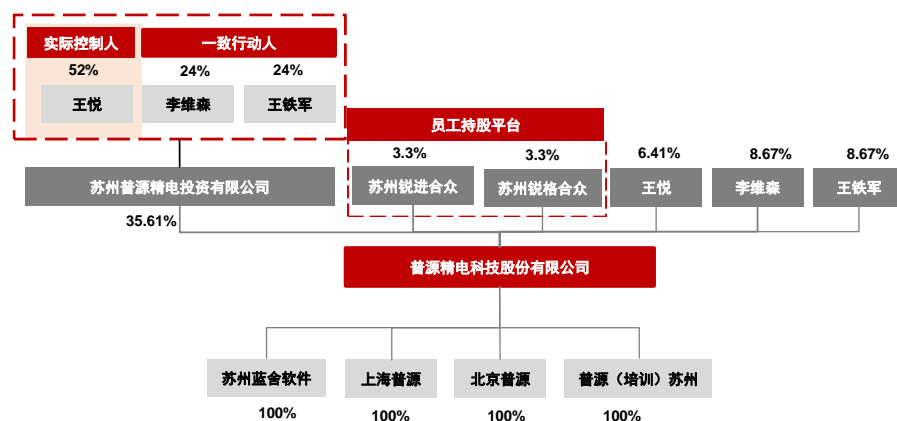 实际控制人
一致行动人
52%
24%
24%
王悦
李维森
王铁军
员工持股平台
3.3%
3.3%
6.41%
8.67%
8.67%
苏州普源精电投资有限公司
苏州锐进合众
苏州锐格合众
王悦
李维森
王铁军
35.61%
普源精电科技股份有限公司
苏州蓝舍软件
上海普源
北京普源
普源（培训）苏州
100%
100%
100%
100%